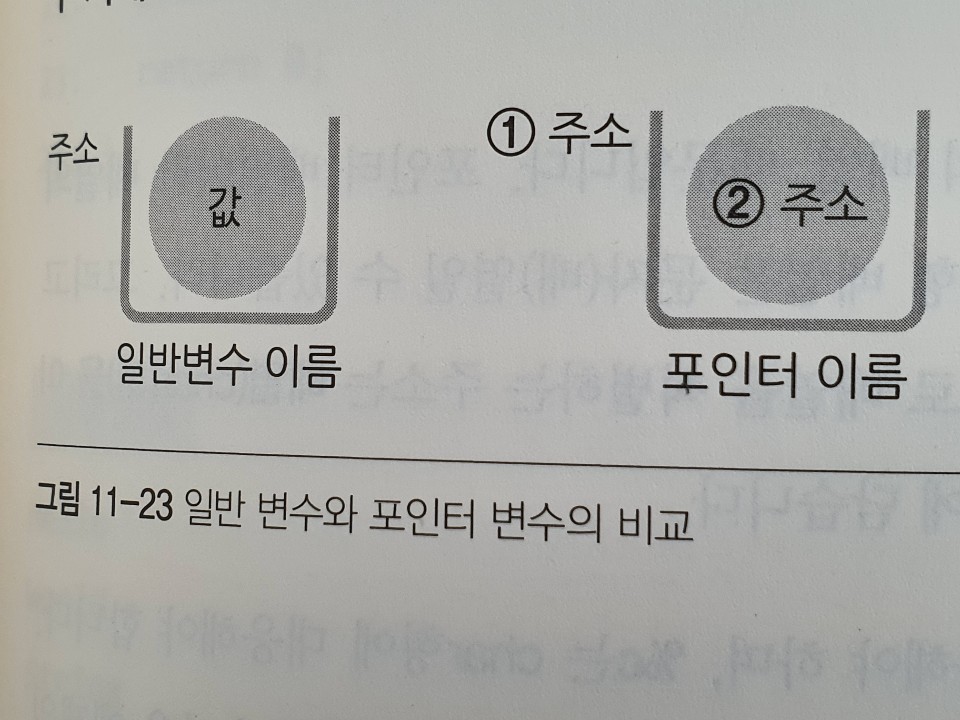 주소
값
일반변수 이름
① 주소
② 주소
포인터 이름
그림 11-23 일반 변수와 포인터 변수의 비교